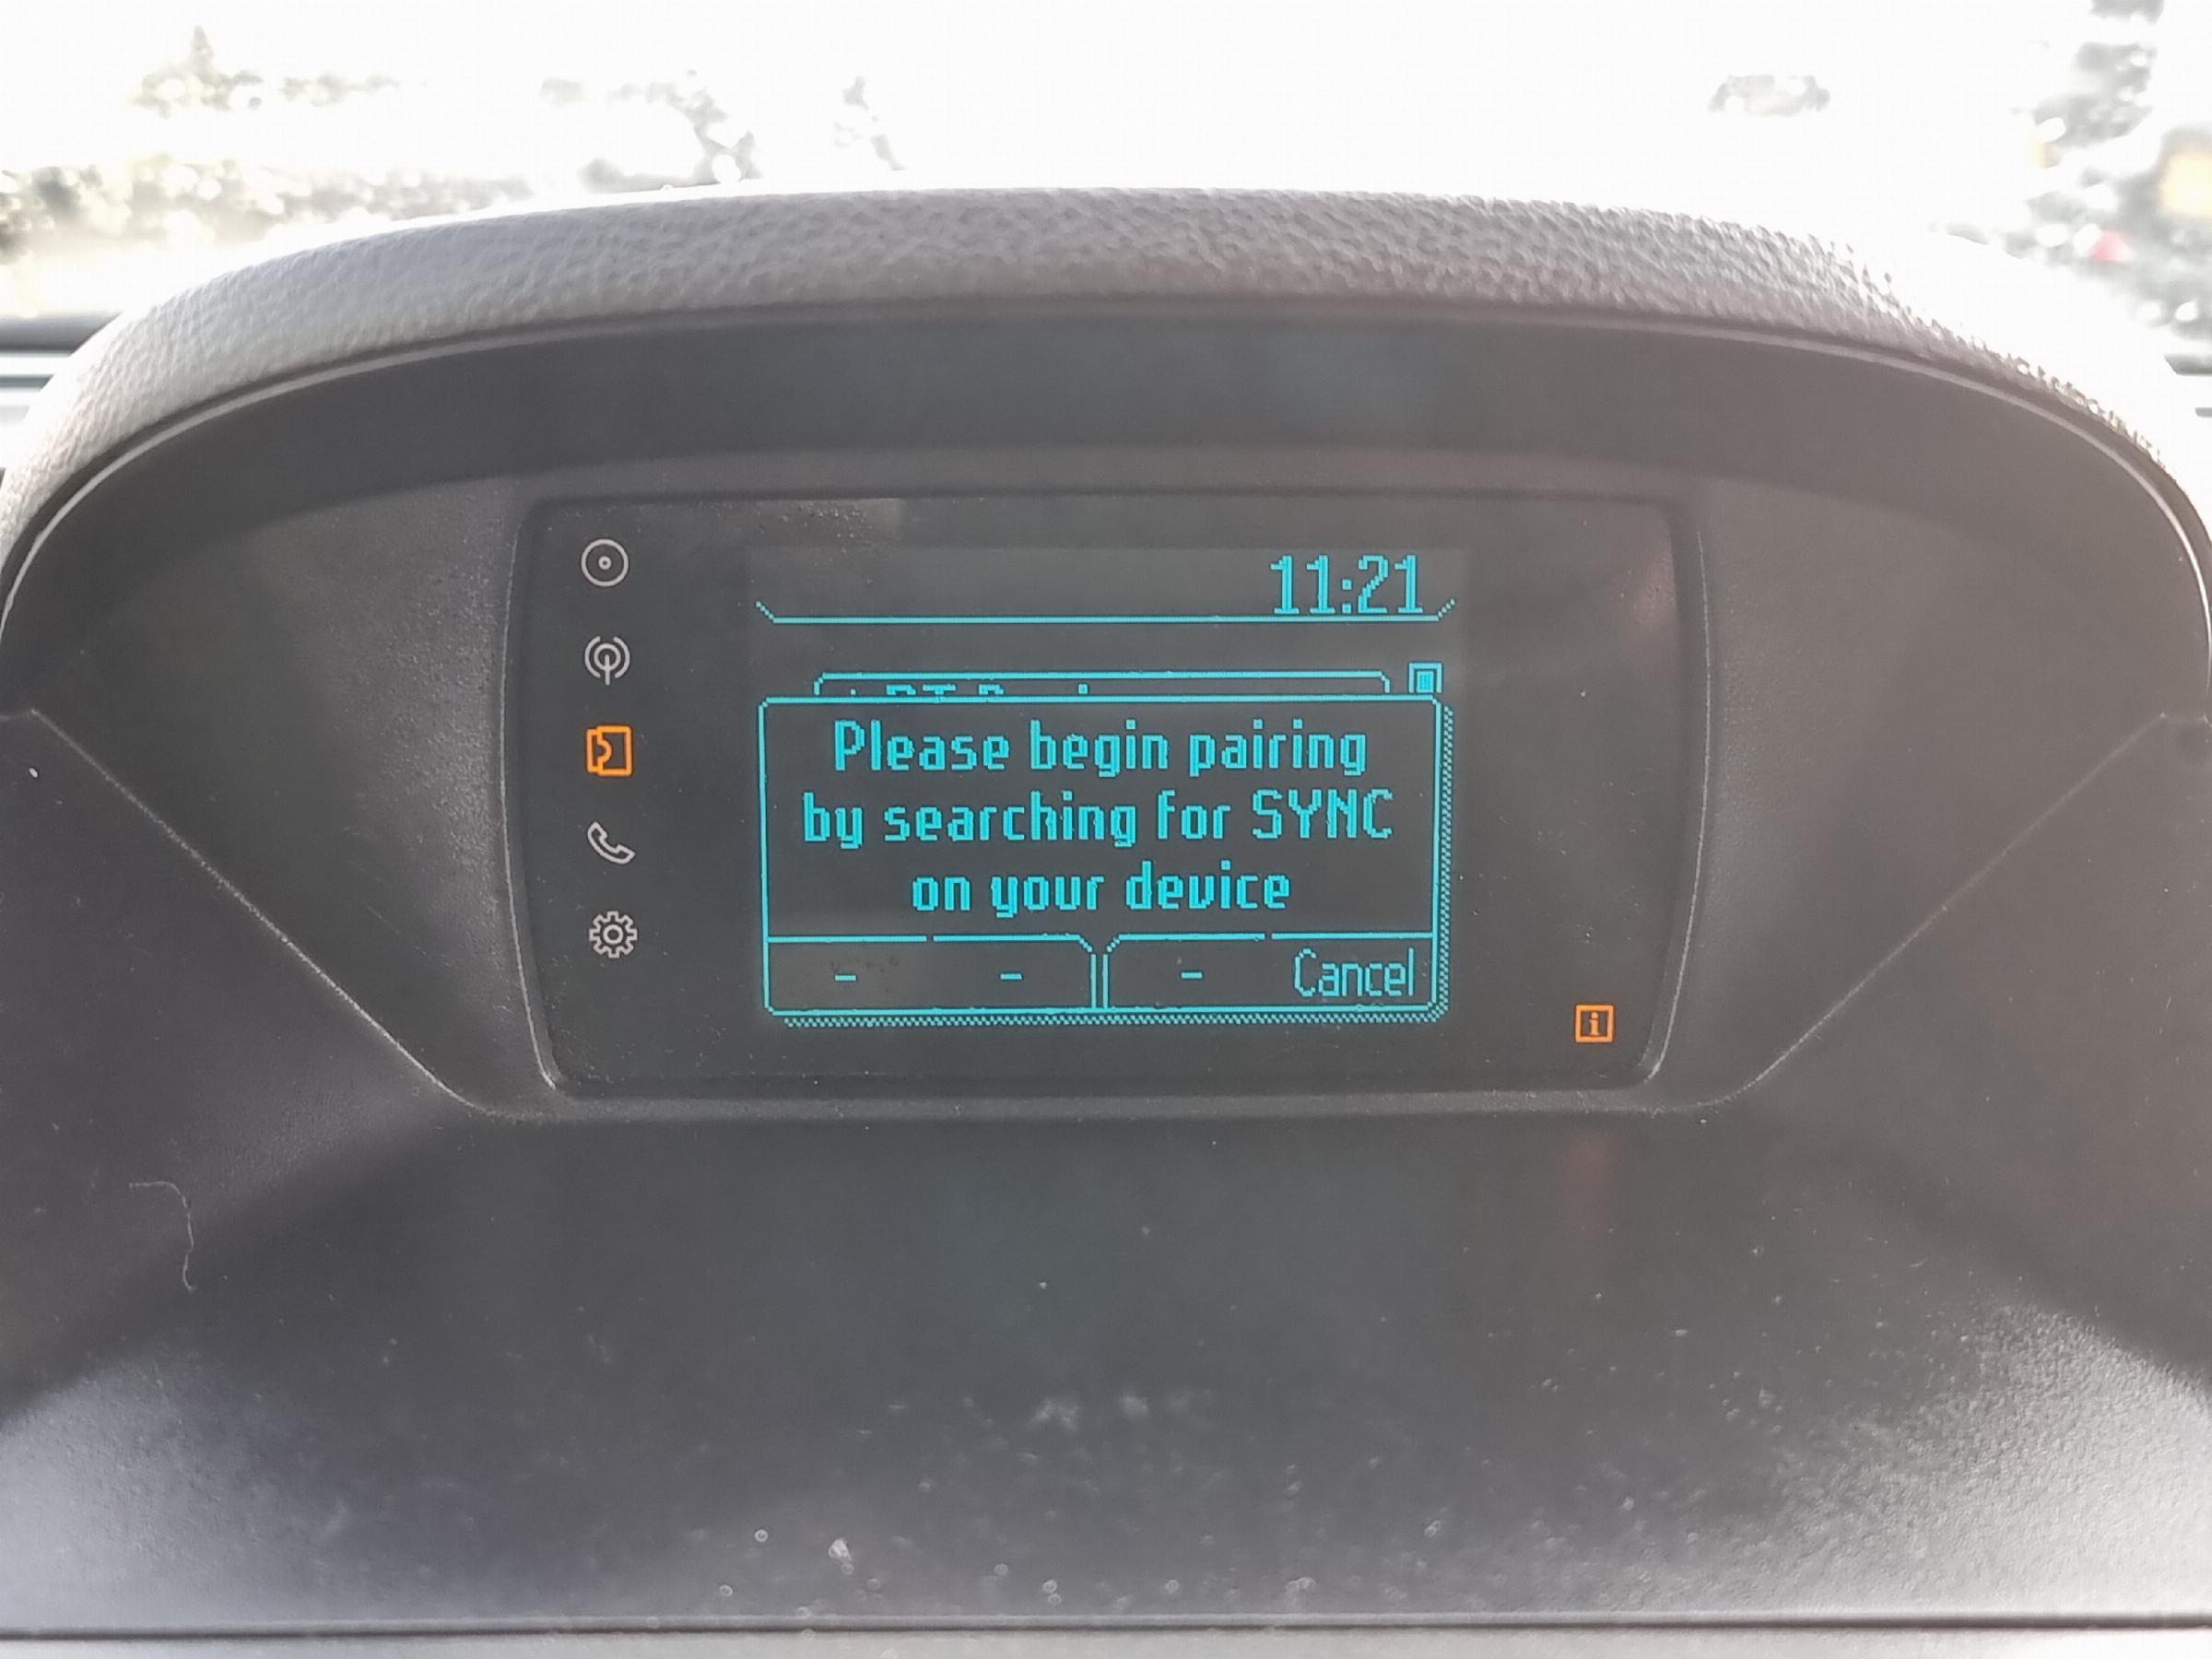 11:21
Please begin pairing
by searching for SYNC
on your device
- - - Cancel
i